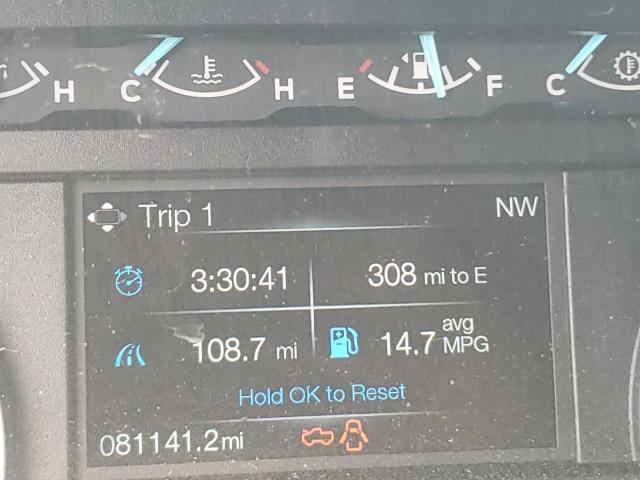 H C H E F C
Trip 1 NW
3:30:41 308 mi to E
108.7 mi 14.7 avg MPG
Hold OK to Reset
081141.2mi